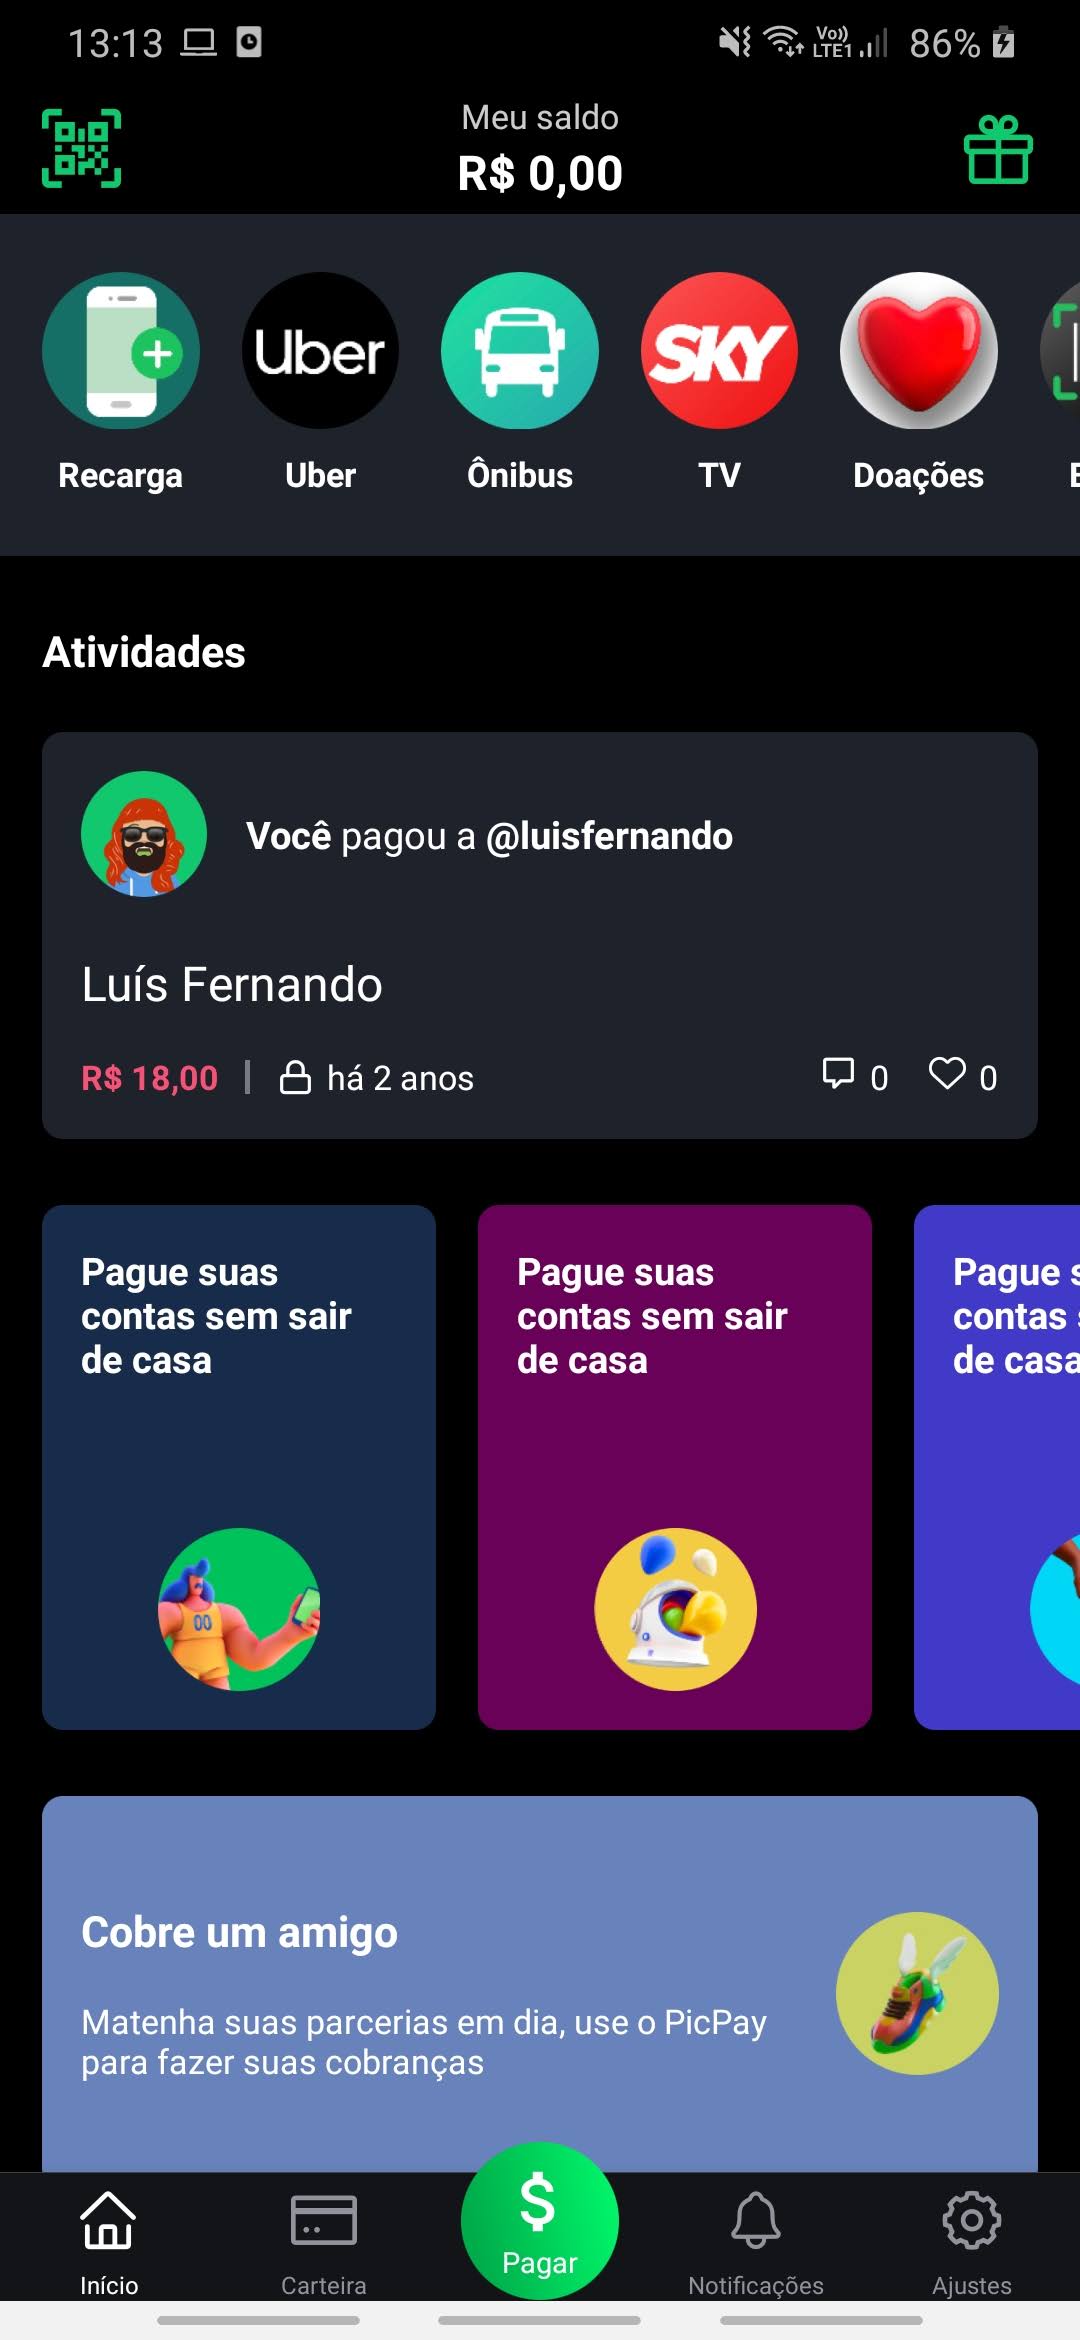 13:13
Vo))
LTE1
86%
Meu saldo
R$ 0,00
Uber
SKY
Recarga
Uber
Ônibus
TV
Doações
Atividades
Você pagou a @luisfernando
Luís Fernando
R$ 18,00
há 2 anos
0
0
Pague suas
contas sem sair
de casa
00
Pague suas
contas sem sair
de casa
Pague
contas
de casa
Cobre um amigo
Matenha suas parcerias em dia, use o PicPay
para fazer suas cobranças
$
Pagar
Início
Carteira
Notificações
Ajustes